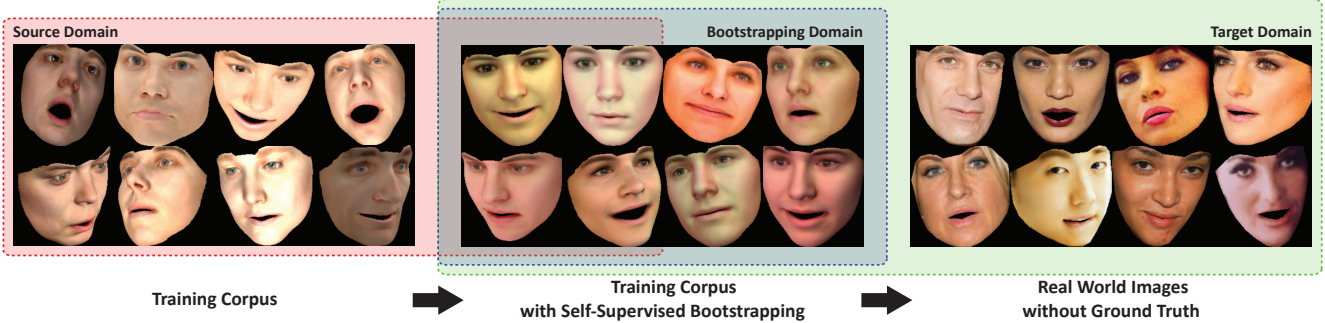 Source Domain
Bootstrapping Domain
Target Domain
Training Corpus
Training Corpus
with Self-Supervised Bootstrapping
Real World Images
without Ground Truth